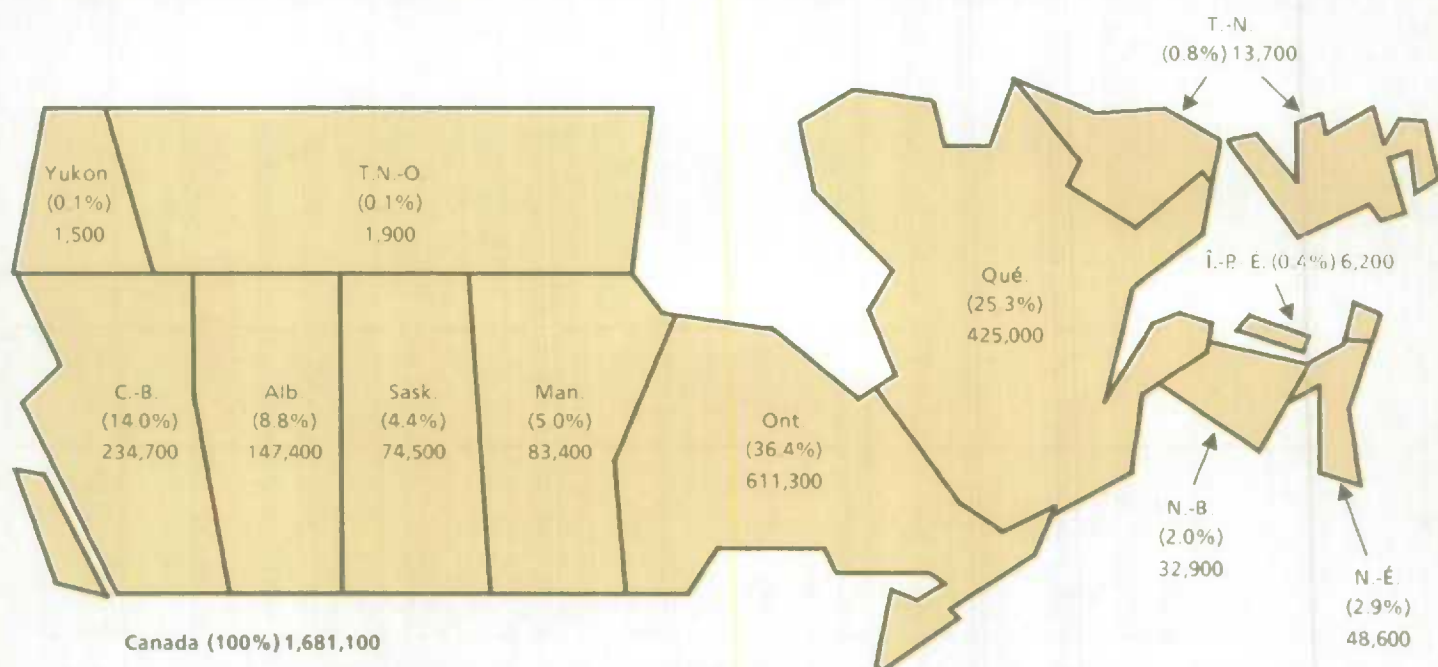 T.-N.
(0.8%) 13,700
Yukon
(0.1%)
1,500
T.N.-O.
(0.1%)
1,900
Î.-P.-É. (0.4%) 6,200
Qué.
(25.3%)
425,000
C.-B.
(14.0%)
234,700
Alb.
(8.8%)
147,400
Sask.
(4.4%)
74,500
Man.
(5.0%)
83,400
Ont
(36.4%)
611,300
N.-B.
(2.0%)
32,900
N.-É.
(2.9%)
48,600
Canada (100%) 1,681,100